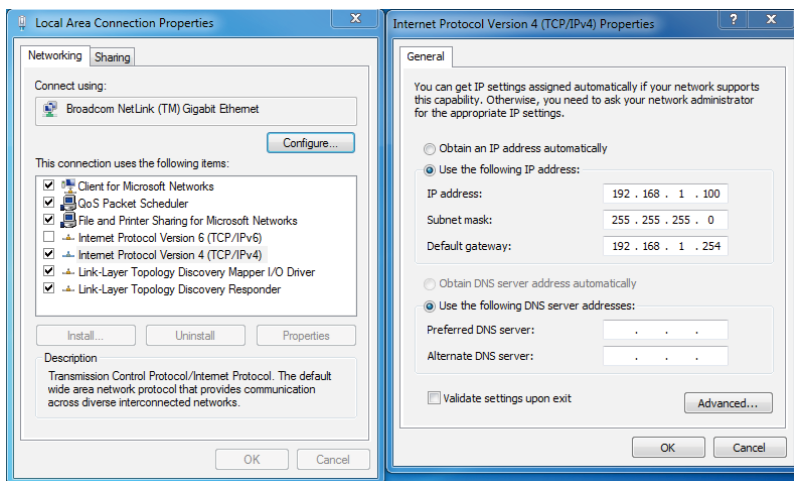 Local Area Connection Properties
Networking
Sharing
Connect using:
Broadcom NetLink (TM) Gigabit Ethernet
Configure...
This connection uses the following items:
Client for Microsoft Networks
QoS Packet Scheduler
File and Printer Sharing for Microsoft Networks
Internet Protocol Version 6 (TCP/IPv6)
Internet Protocol Version 4 (TCP/IPv4)
Link-Layer Topology Discovery Mapper I/O Driver
Link-Layer Topology Discovery Responder
Install...
Uninstall
Properties
Description
Transmission Control Protocol/Internet Protocol. The default
wide area network protocol that provides communication
across diverse interconnected networks.
OK
Cancel
Internet Protocol Version 4 (TCP/IPv4) Properties
General
You can get IP settings assigned automatically if your network supports
this capability. Otherwise, you need to ask your network administrator
for the appropriate IP settings.
Obtain an IP address automatically
Use the following IP address:
IP address: 192 . 168 . 1 . 100
Subnet mask: 255 . 255 . 255 . 0
Default gateway: 192 . 168 . 1 . 254
Obtain DNS server address automatically
Use the following DNS server addresses:
Preferred DNS server: . . .
Alternate DNS server: . . .
Validate settings upon exit
Advanced...
OK
Cancel